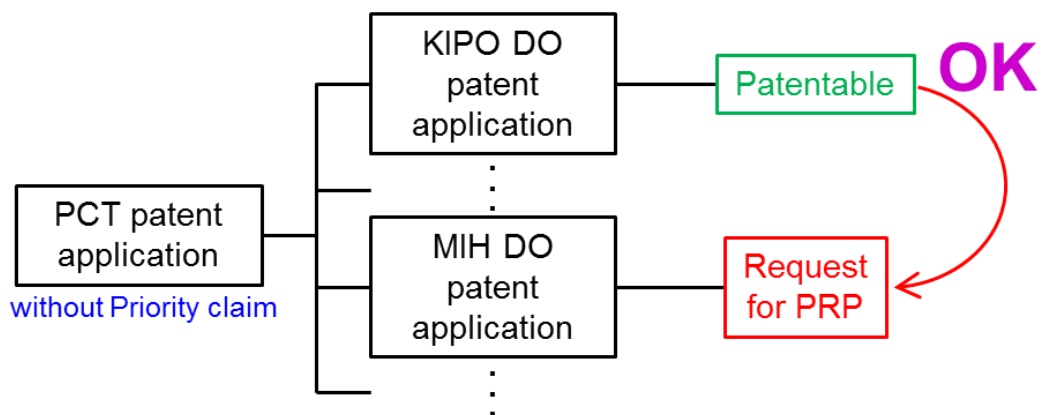 KIPO DO
patent
application
Patentable
OK
PCT patent
application
without Priority claim
MIH DO
patent
application
Request
for PRP